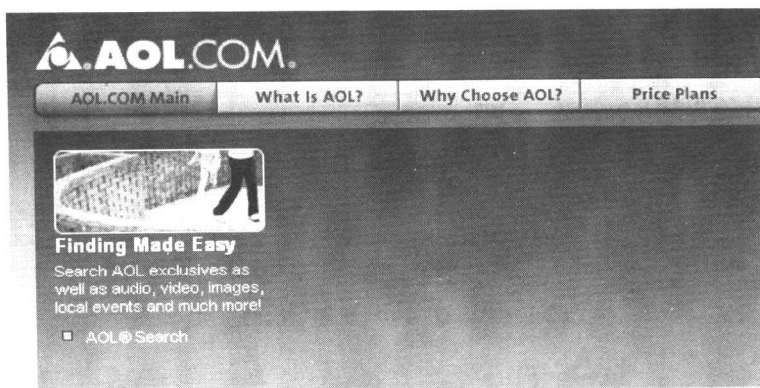 AOL.COM®
AOL.COM Main What Is AOL? Why Choose AOL? Price Plans
Finding Made Easy
Search AOL exclusives as
well as audio, video, images,
local events and much more!
AOL® Search